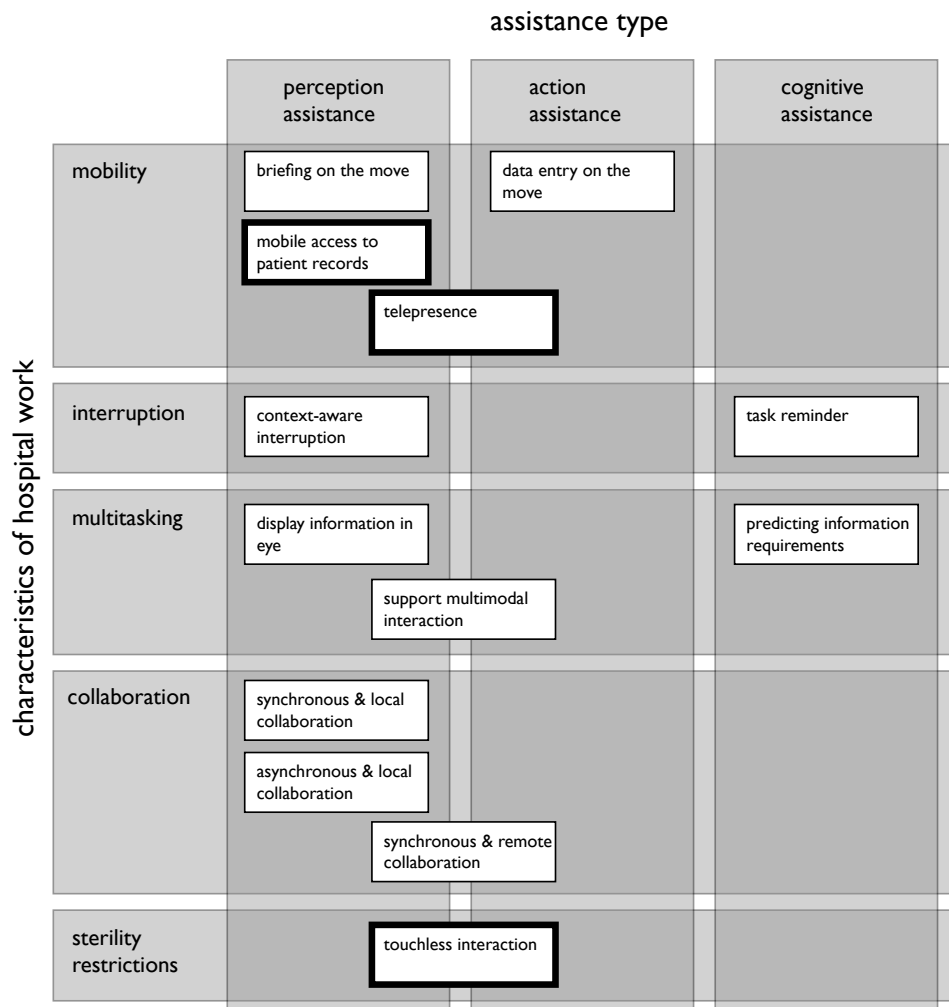 assistance type
perception
assistance
action
assistance
cognitive
assistance
characteristics of hospital work
mobility
briefing on the move
data entry on the
move
mobile access to
patient records
telepresence
interruption
context-aware
interruption
task reminder
multitasking
display information in
eye
predicting information
requirements
support multimodal
interaction
collaboration
synchronous & local
collaboration
asynchronous & local
collaboration
synchronous & remote
collaboration
sterility
restrictions
touchless interaction